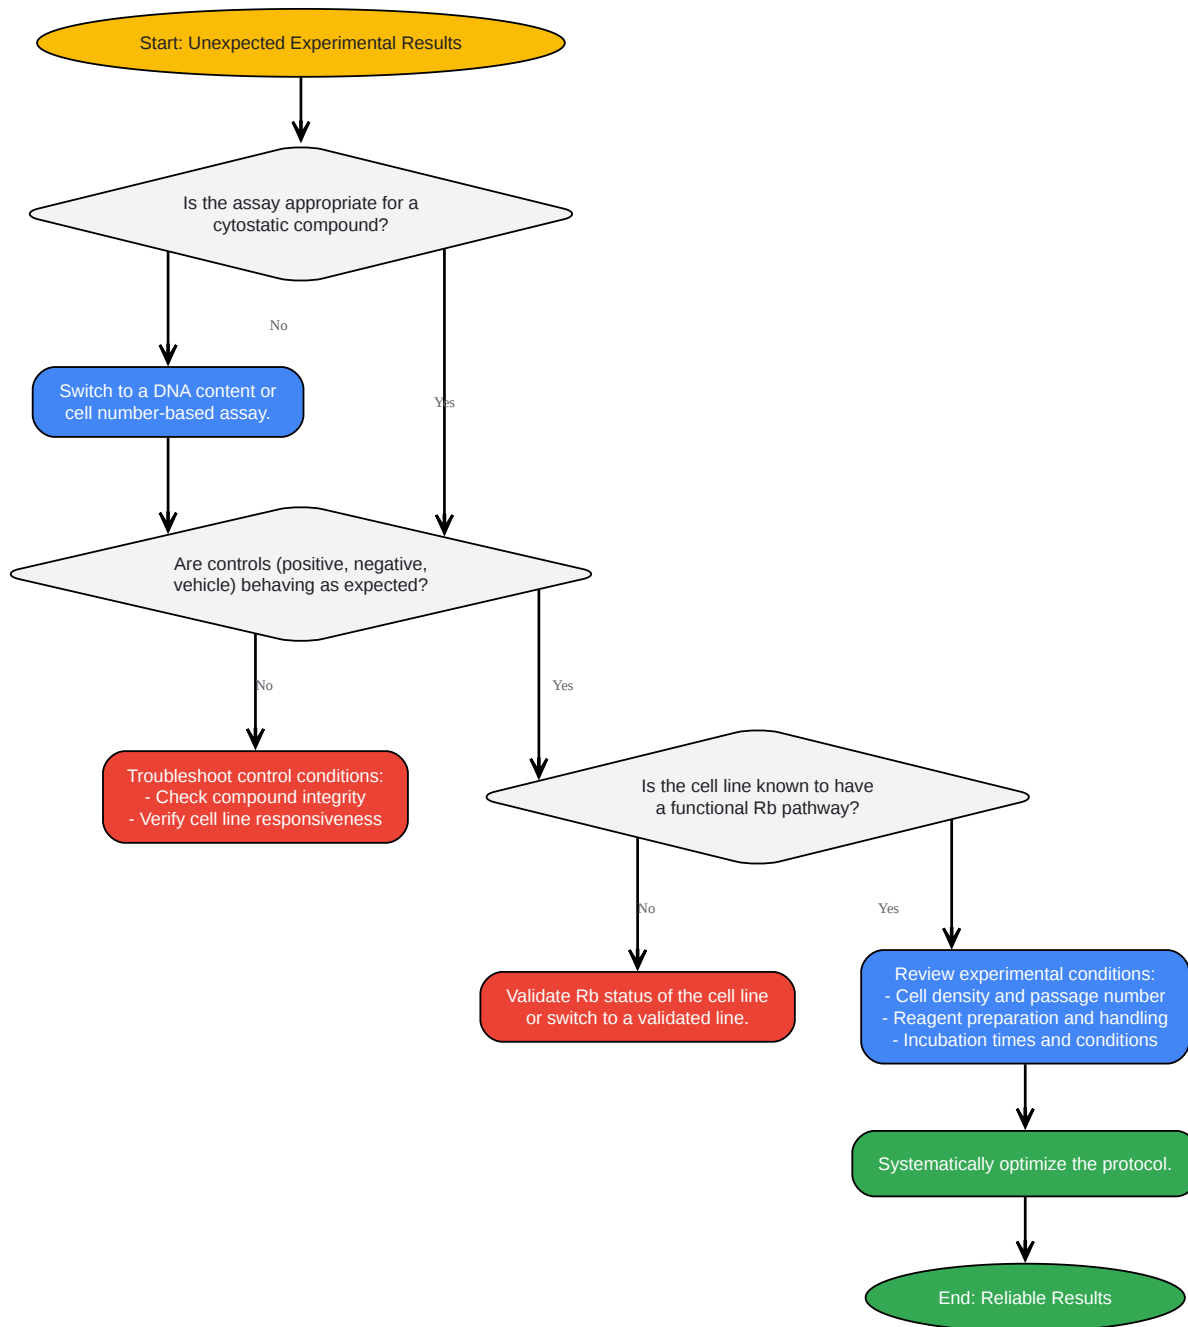 Start: Unexpected Experimental Results
Is the assay appropriate for a
cytostatic compound?
No
Switch to a DNA content or
cell number-based assay.
Yes
Are controls (positive, negative,
vehicle) behaving as expected?
No
Yes
Troubleshoot control conditions:
- Check compound integrity
- Verify cell line responsiveness
Is the cell line known to have
a functional Rb pathway?
No
Yes
Validate Rb status of the cell line
or switch to a validated line.
Review experimental conditions:
- Cell density and passage number
- Reagent preparation and handling
- Incubation times and conditions
Systematically optimize the protocol.
End: Reliable Results